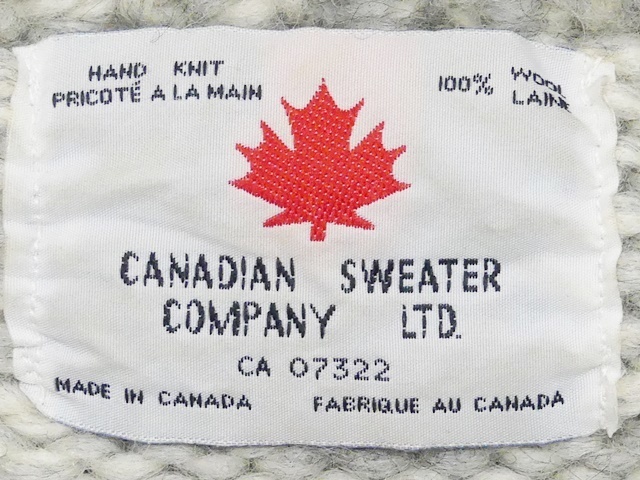 HAND KNIT
PRICOTÉ A LA MAIN
100% WOOL
LAINE
CANADIAN SWEATER
COMPANY LTD.
CA 07322
MADE IN CANADA
FABRIQUE AU CANADA